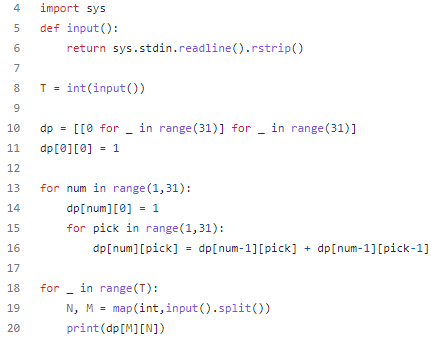 4 import sys
5 def input():
6     return sys.stdin.readline().rstrip()
7
8 T = int(input())
9
10 dp = [[0 for _ in range(31)] for _ in range(31)]
11 dp[0][0] = 1
12
13 for num in range(1,31):
14     dp[num][0] = 1
15     for pick in range(1,31):
16         dp[num][pick] = dp[num-1][pick] + dp[num-1][pick-1]
17
18 for _ in range(T):
19     N, M = map(int,input().split())
20     print(dp[M][N])